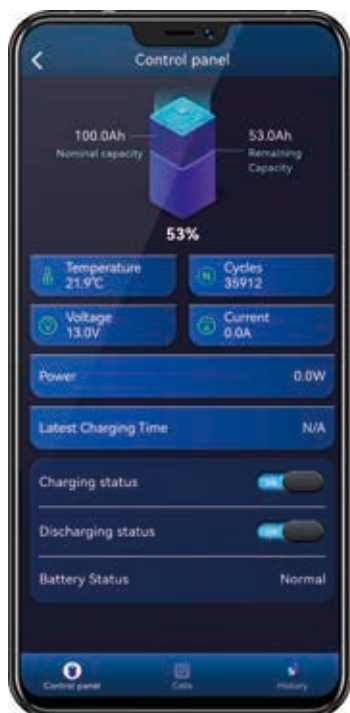 Control panel
100.0Ah
Nominal capacity
53.0Ah
Remaining
Capacity
53%
Temperature
21.9℃
Cycles
35912
Voltage
13.0V
Current
0.0A
Power
0.0W
Latest Charging Time
N/A
Charging status
Discharging status
Battery Status
Normal
Control panel
Cells
History